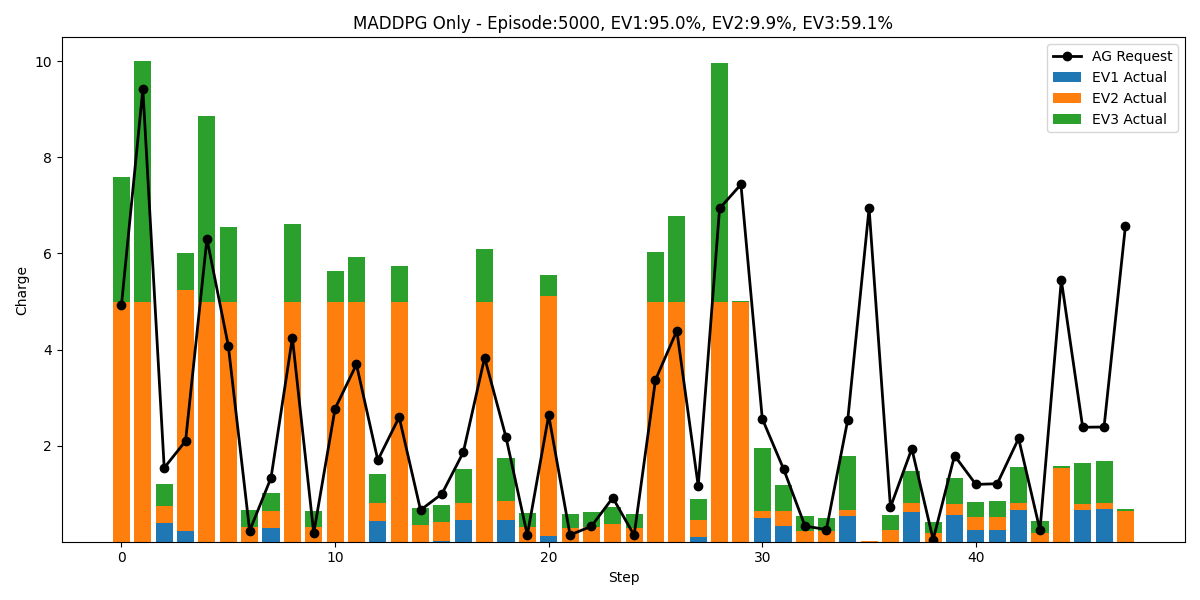 MADDPG Only - Episode:5000, EV1:95.0%, EV2:9.9%, EV3:59.1%
AG Request
EV1 Actual
EV2 Actual
EV3 Actual
Charge
10
8
6
4
2
0 10 20 30 40
Step